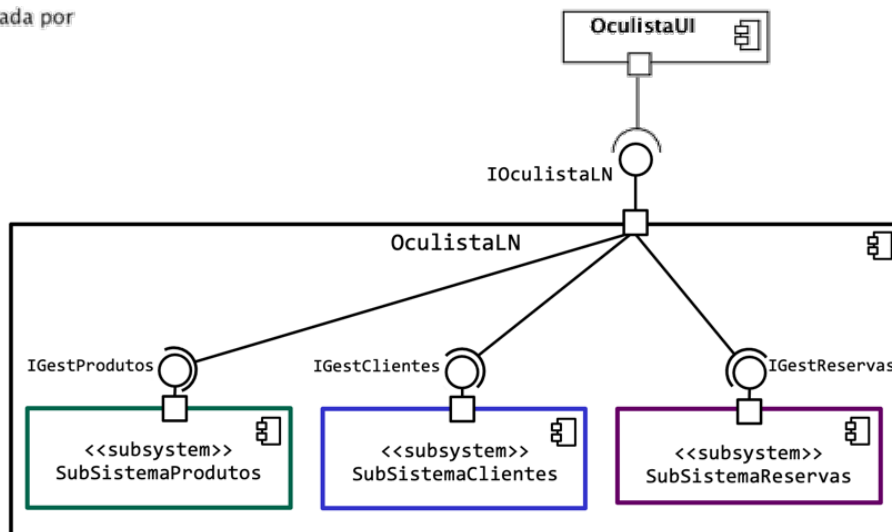 ada por
OculistaUI
IOculistaLN
OculistaLN
IGestProdutos
IGestClientes
IGestReservas
<<subsystem>>
SubSistemaProdutos
<<subsystem>>
SubSistemaClientes
<<subsystem>>
SubSistemaReservas